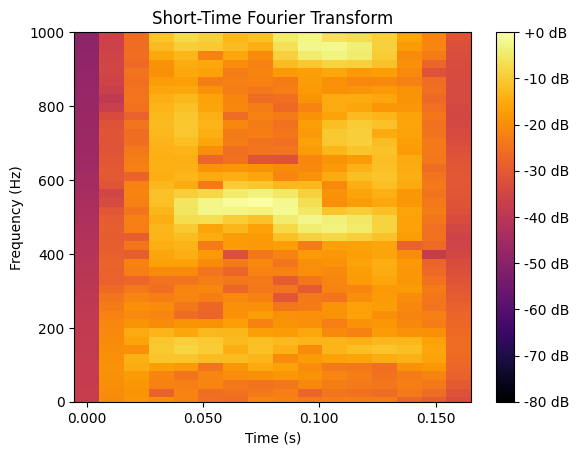 Short-Time Fourier Transform
1000
800
600
400
200
0
Frequency (Hz)
0.000
0.050
0.100
0.150
Time (s)
+0 dB
-10 dB
-20 dB
-30 dB
-40 dB
-50 dB
-60 dB
-70 dB
-80 dB